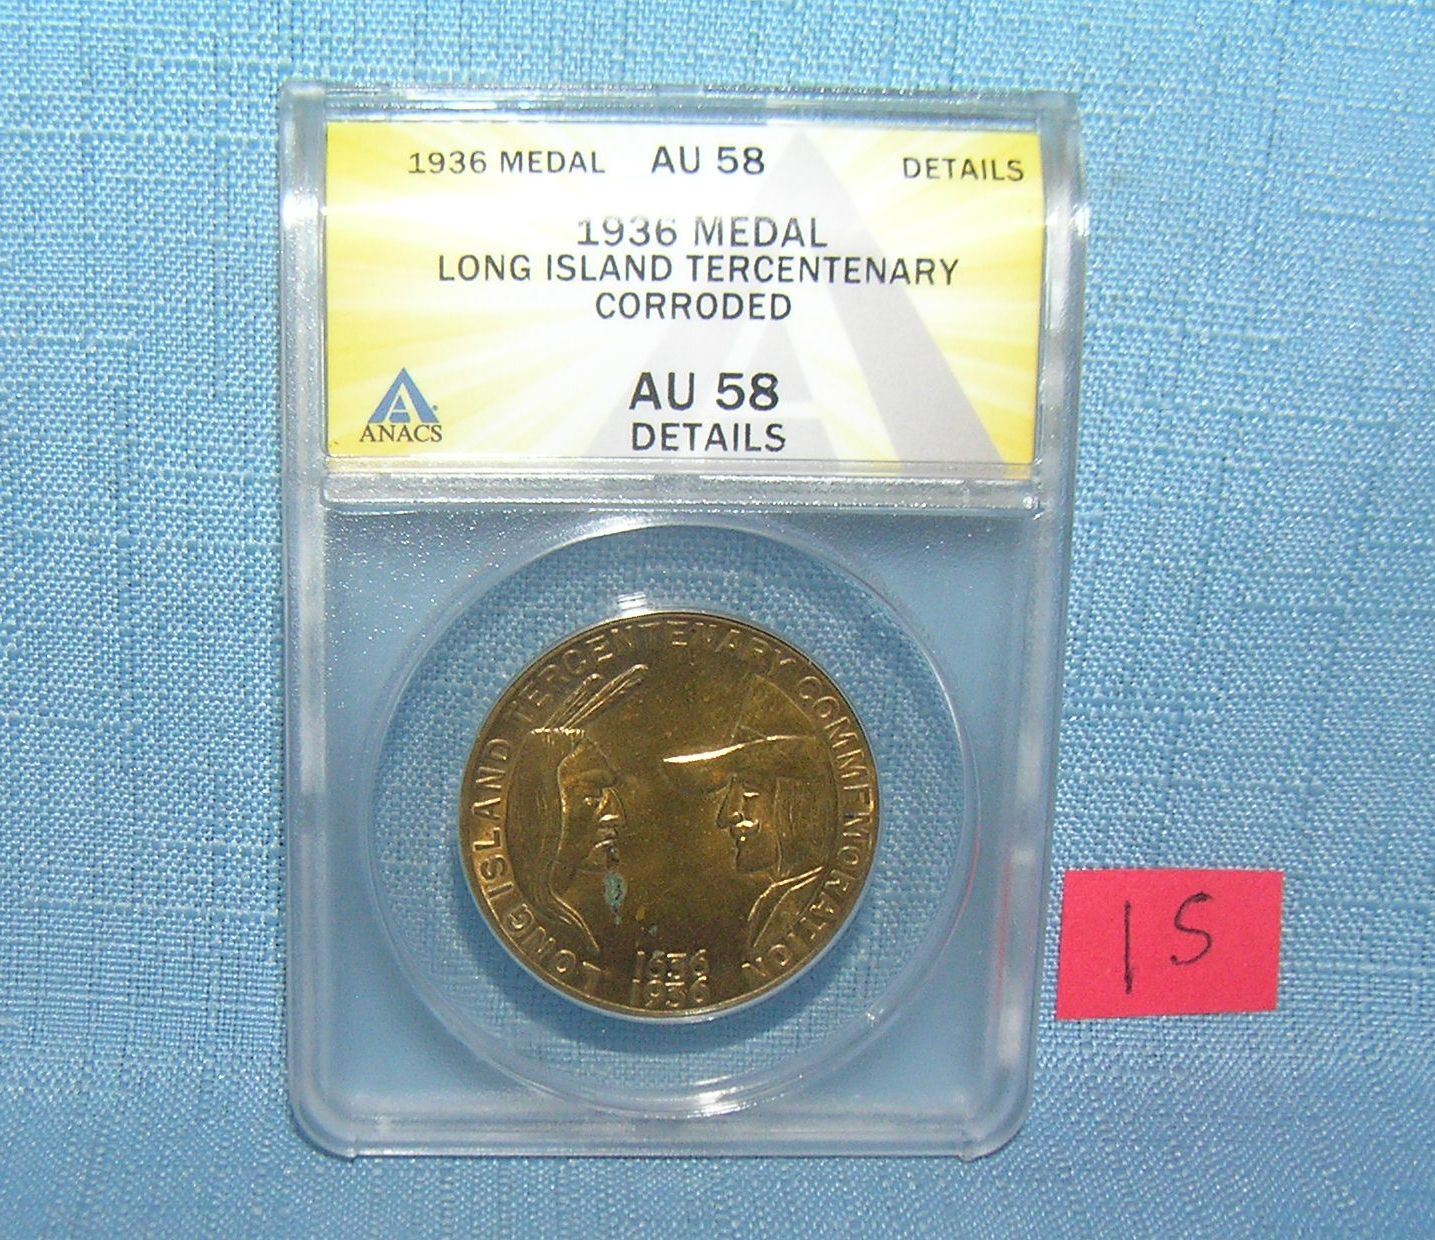 1936 MEDAL AU 58 DETAILS
1936 MEDAL
LONG ISLAND TERCENTENARY
CORRODED
AU 58
DETAILS
ANACS
LONG ISLAND TERCENTENARY COMMEMORATION
1636
1936
15